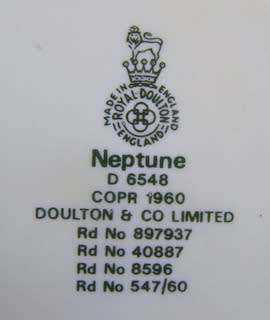 MADE IN ENGLAND
ROYAL DOULTON
ENGLAND
Neptune
D 6548
COPR 1960
DOULTON & CO LIMITED
Rd No 897937
Rd No 40887
Rd No 8596
Rd No 547/60